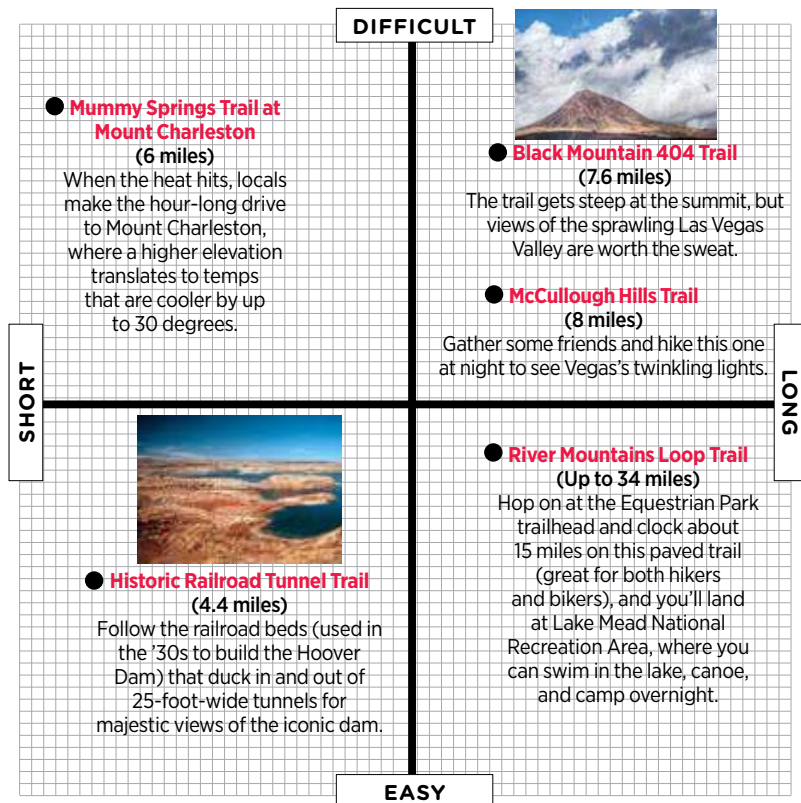 DIFFICULT
Mummy Springs Trail at
Mount Charleston
(6 miles)
When the heat hits, locals
make the hour-long drive
to Mount Charleston,
where a higher elevation
translates to temps
that are cooler by up
to 30 degrees.
Black Mountain 404 Trail
(7.6 miles)
The trail gets steep at the summit, but
views of the sprawling Las Vegas
Valley are worth the sweat.
McCullough Hills Trail
(8 miles)
Gather some friends and hike this one
at night to see Vegas’s twinkling lights.
SHORT
LONG
Historic Railroad Tunnel Trail
(4.4 miles)
Follow the railroad beds (used in
the ’30s to build the Hoover
Dam) that duck in and out of
25-foot-wide tunnels for
majestic views of the iconic dam.
River Mountains Loop Trail
(Up to 34 miles)
Hop on at the Equestrian Park
trailhead and clock about
15 miles on this paved trail
(great for both hikers
and bikers), and you’ll land
at Lake Mead National
Recreation Area, where you
can swim in the lake, canoe,
and camp overnight.
EASY